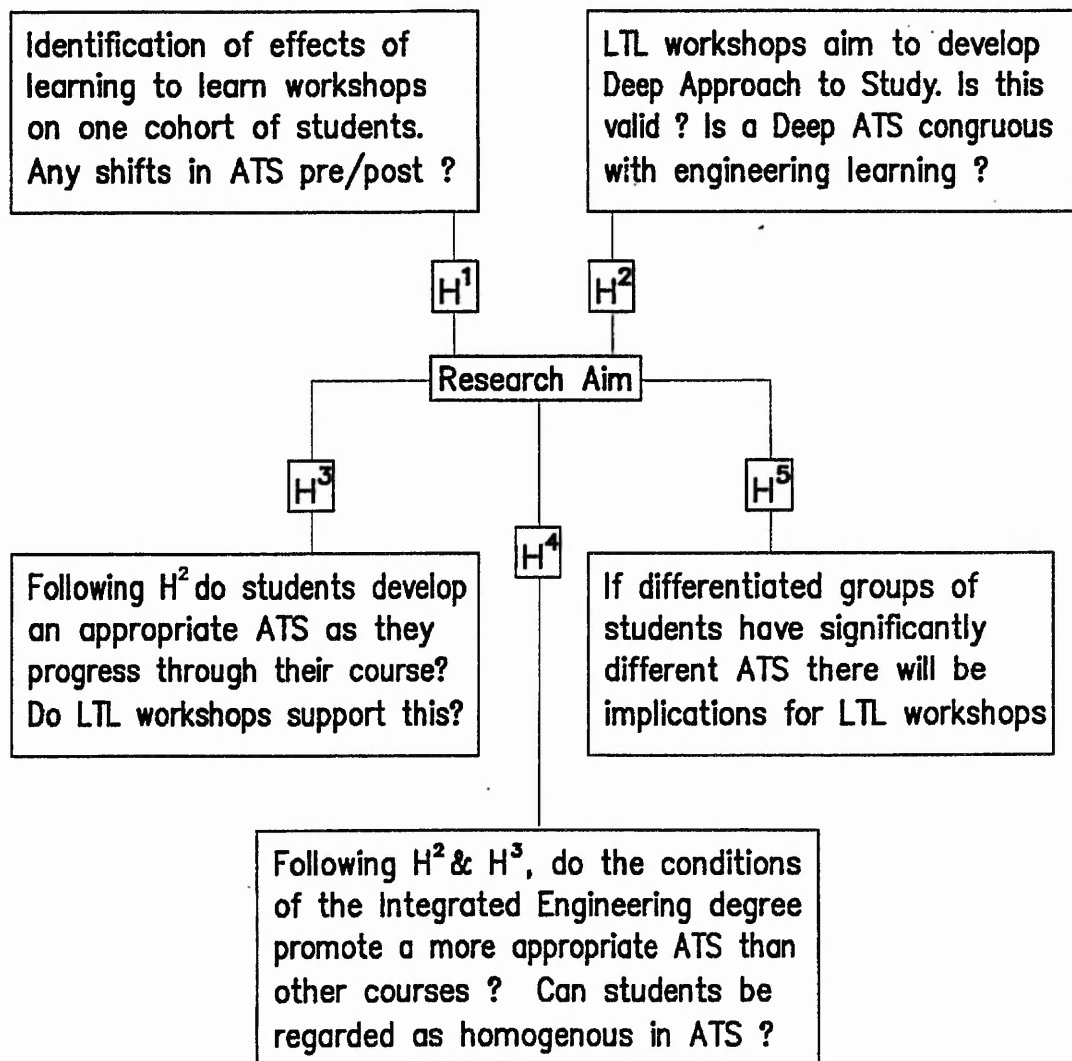 Identification of effects of
learning to learn workshops
on one cohort of students.
Any shifts in ATS pre/post ?
LTL workshops aim to develop
Deep Approach to Study. Is this
valid ? Is a Deep ATS congruous
with engineering learning ?
H¹
H²
Research Aim
H³
H⁴
H⁵
Following H² do students develop
an appropriate ATS as they
progress through their course?
Do LTL workshops support this?
If differentiated groups of
students have significantly
different ATS there will be
implications for LTL workshops
Following H² & H³, do the conditions
of the Integrated Engineering degree
promote a more appropriate ATS than
other courses ? Can students be
regarded as homogenous in ATS ?